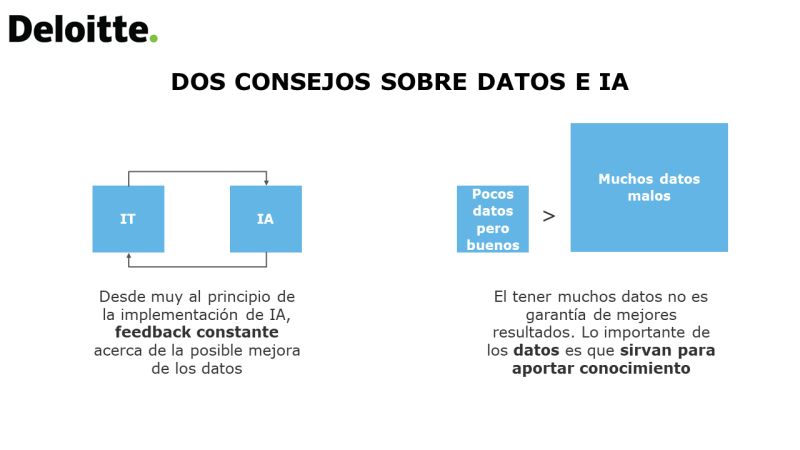 Deloitte.
DOS CONSEJOS SOBRE DATOS E IA
IT
IA
Desde muy al principio de
la implementación de IA,
feedback constante
acerca de la posible mejora
de los datos
Pocos
datos
pero
buenos
>
Muchos datos
malos
El tener muchos datos no es
garantía de mejores
resultados. Lo importante de
los datos es que sirvan para
aportar conocimiento